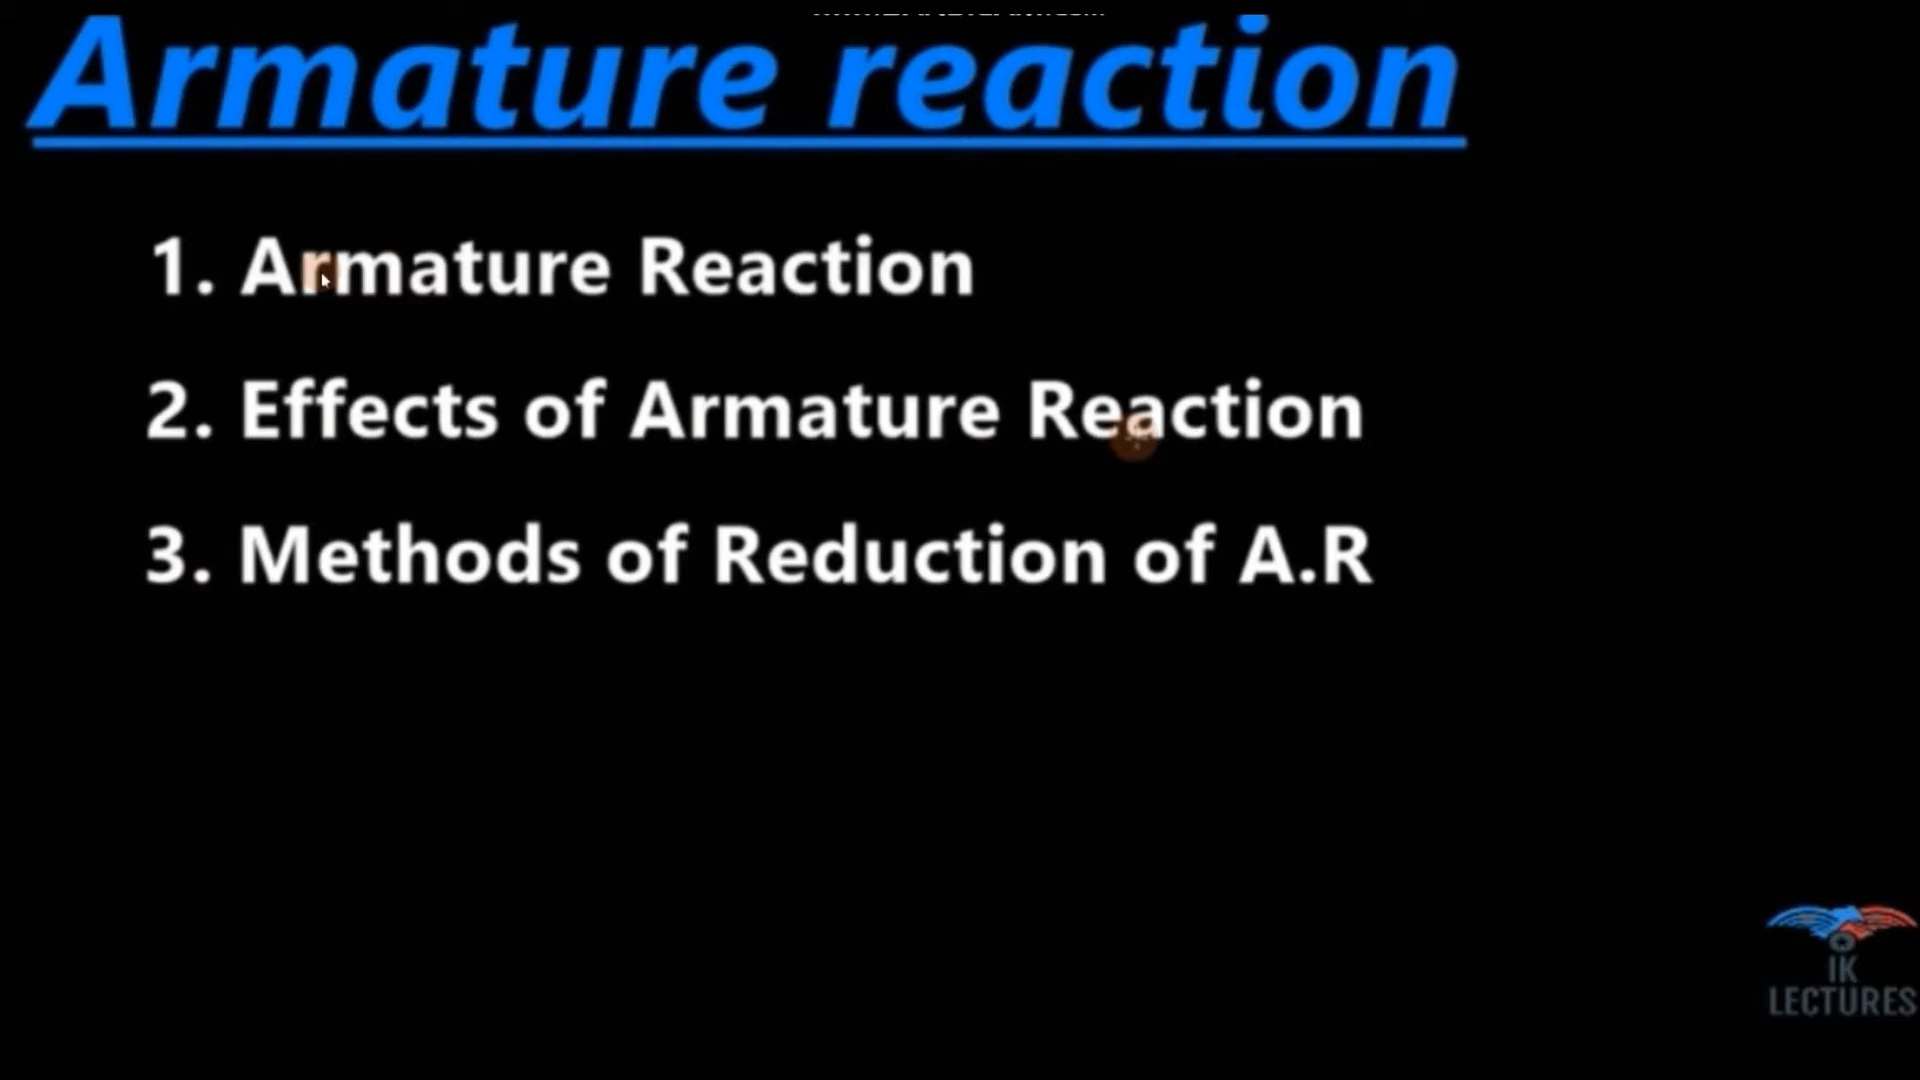 Armature reaction
1. Armature Reaction
2. Effects of Armature Reaction
3. Methods of Reduction of A.R
IK
LECTURES